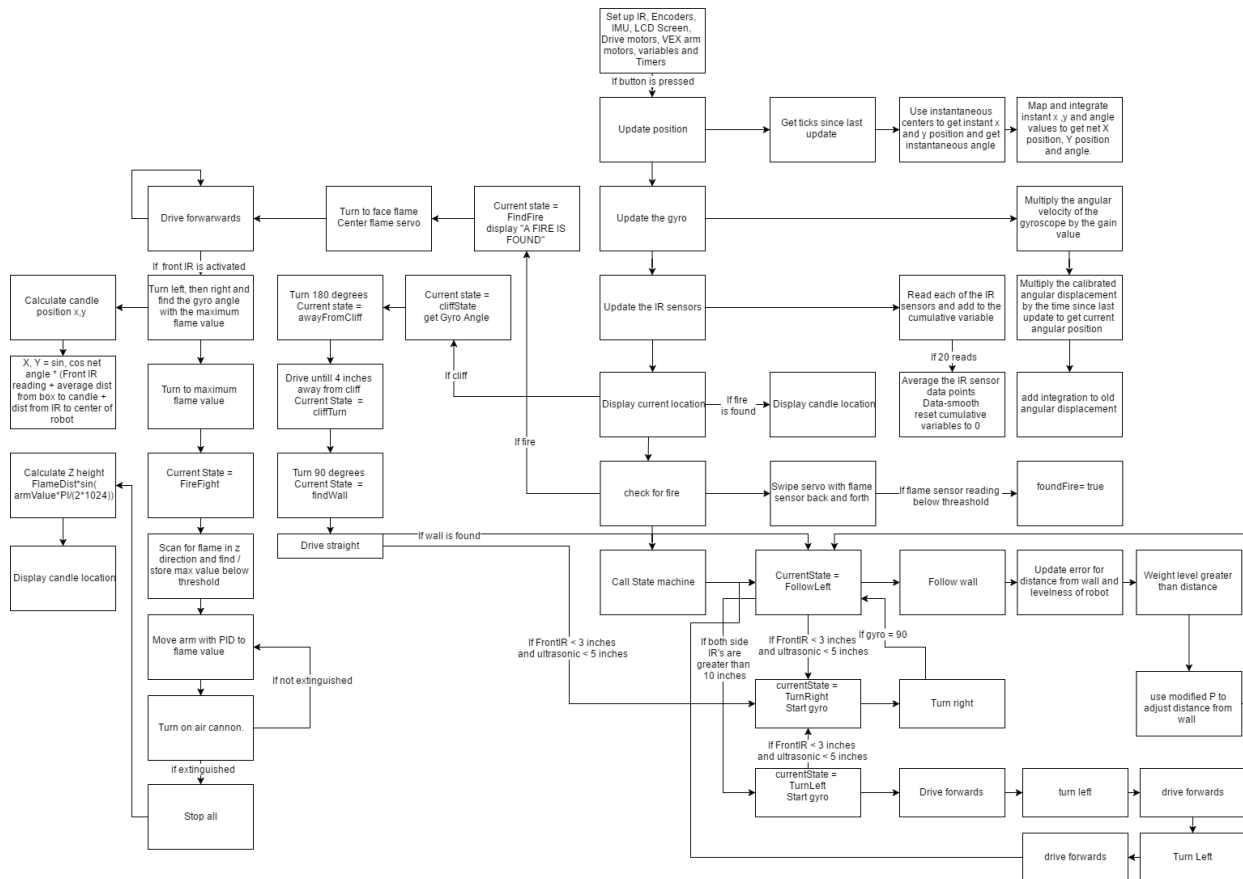 Set up IR, Encoders,
IMU, LCD Screen,
Drive motors, VEX arm
motors, variables and
Timers
If button is pressed
Update position
Get ticks since last
update
Use instantaneous
centers to get instant x
and y position and get
instantaneous angle
Map and integrate
instant x ,y and angle
values to get net X
position, Y position
and angle.
Drive forwarwards
Turn to face flame
Center flame servo
Current state =
FindFire
display "A FIRE IS
FOUND"
Update the gyro
Multiply the angular
velocity of the
gyroscope by the gain
value
If front IR is activated
Calculate candle
position x,y
Turn left, then right and
find the gyro angle
with the maximum
flame value
Turn 180 degrees
Current state =
awayFromCliff
Current state =
cliffState
get Gyro Angle
Update the IR sensors
Read each of the IR
sensors and add to the
cumulative variable
Multiply the calibrated
angular displacement
by the time since last
update to get current
angular position
If 20 reads
X, Y = sin, cos net
angle * (Front IR
reading + average dist
from box to candle +
dist from IR to center of
robot
Turn to maximum
flame value
Drive untill 4 inches
away from cliff
Current State =
cliffTurn
If cliff
Display current location
If fire
is found
Display candle location
Average the IR sensor
data points
Data-smooth
reset cumulative
variables to 0
add integration to old
angular displacement
If fire
Calculate Z height
FlameDist*sin(
armValue*PI/(2*1024))
Current State =
FireFight
Turn 90 degrees
Current State =
findWall
check for fire
Swipe servo with flame
sensor back and forth
If flame sensor reading
below threashold
foundFire= true
Drive straight
If wall is found
Display candle location
Scan for flame in z
direction and find /
store max value below
threshold
Call State machine
CurrentState =
FollowLeft
Follow wall
Update error for
distance from wall and
levelness of robot
Weight level greater
than distance
Move arm with PID to
flame value
If not extinguished
If FrontIR < 3 inches
and ultrasonic < 5 inches
If both side
IR's are
greater than
10 inches
If FrontIR < 3 inches
and ultrasonic < 5 inches
If gyro = 90
currentState =
TurnRight
Start gyro
Turn right
use modified P to
adjust distance from
wall
Turn on air cannon.
If FrontIR < 3 inches
and ultrasonic < 5 inches
if extinguished
Stop all
currentState =
TurnLeft
Start gyro
Drive forwards
turn left
drive forwards
drive forwards
Turn Left